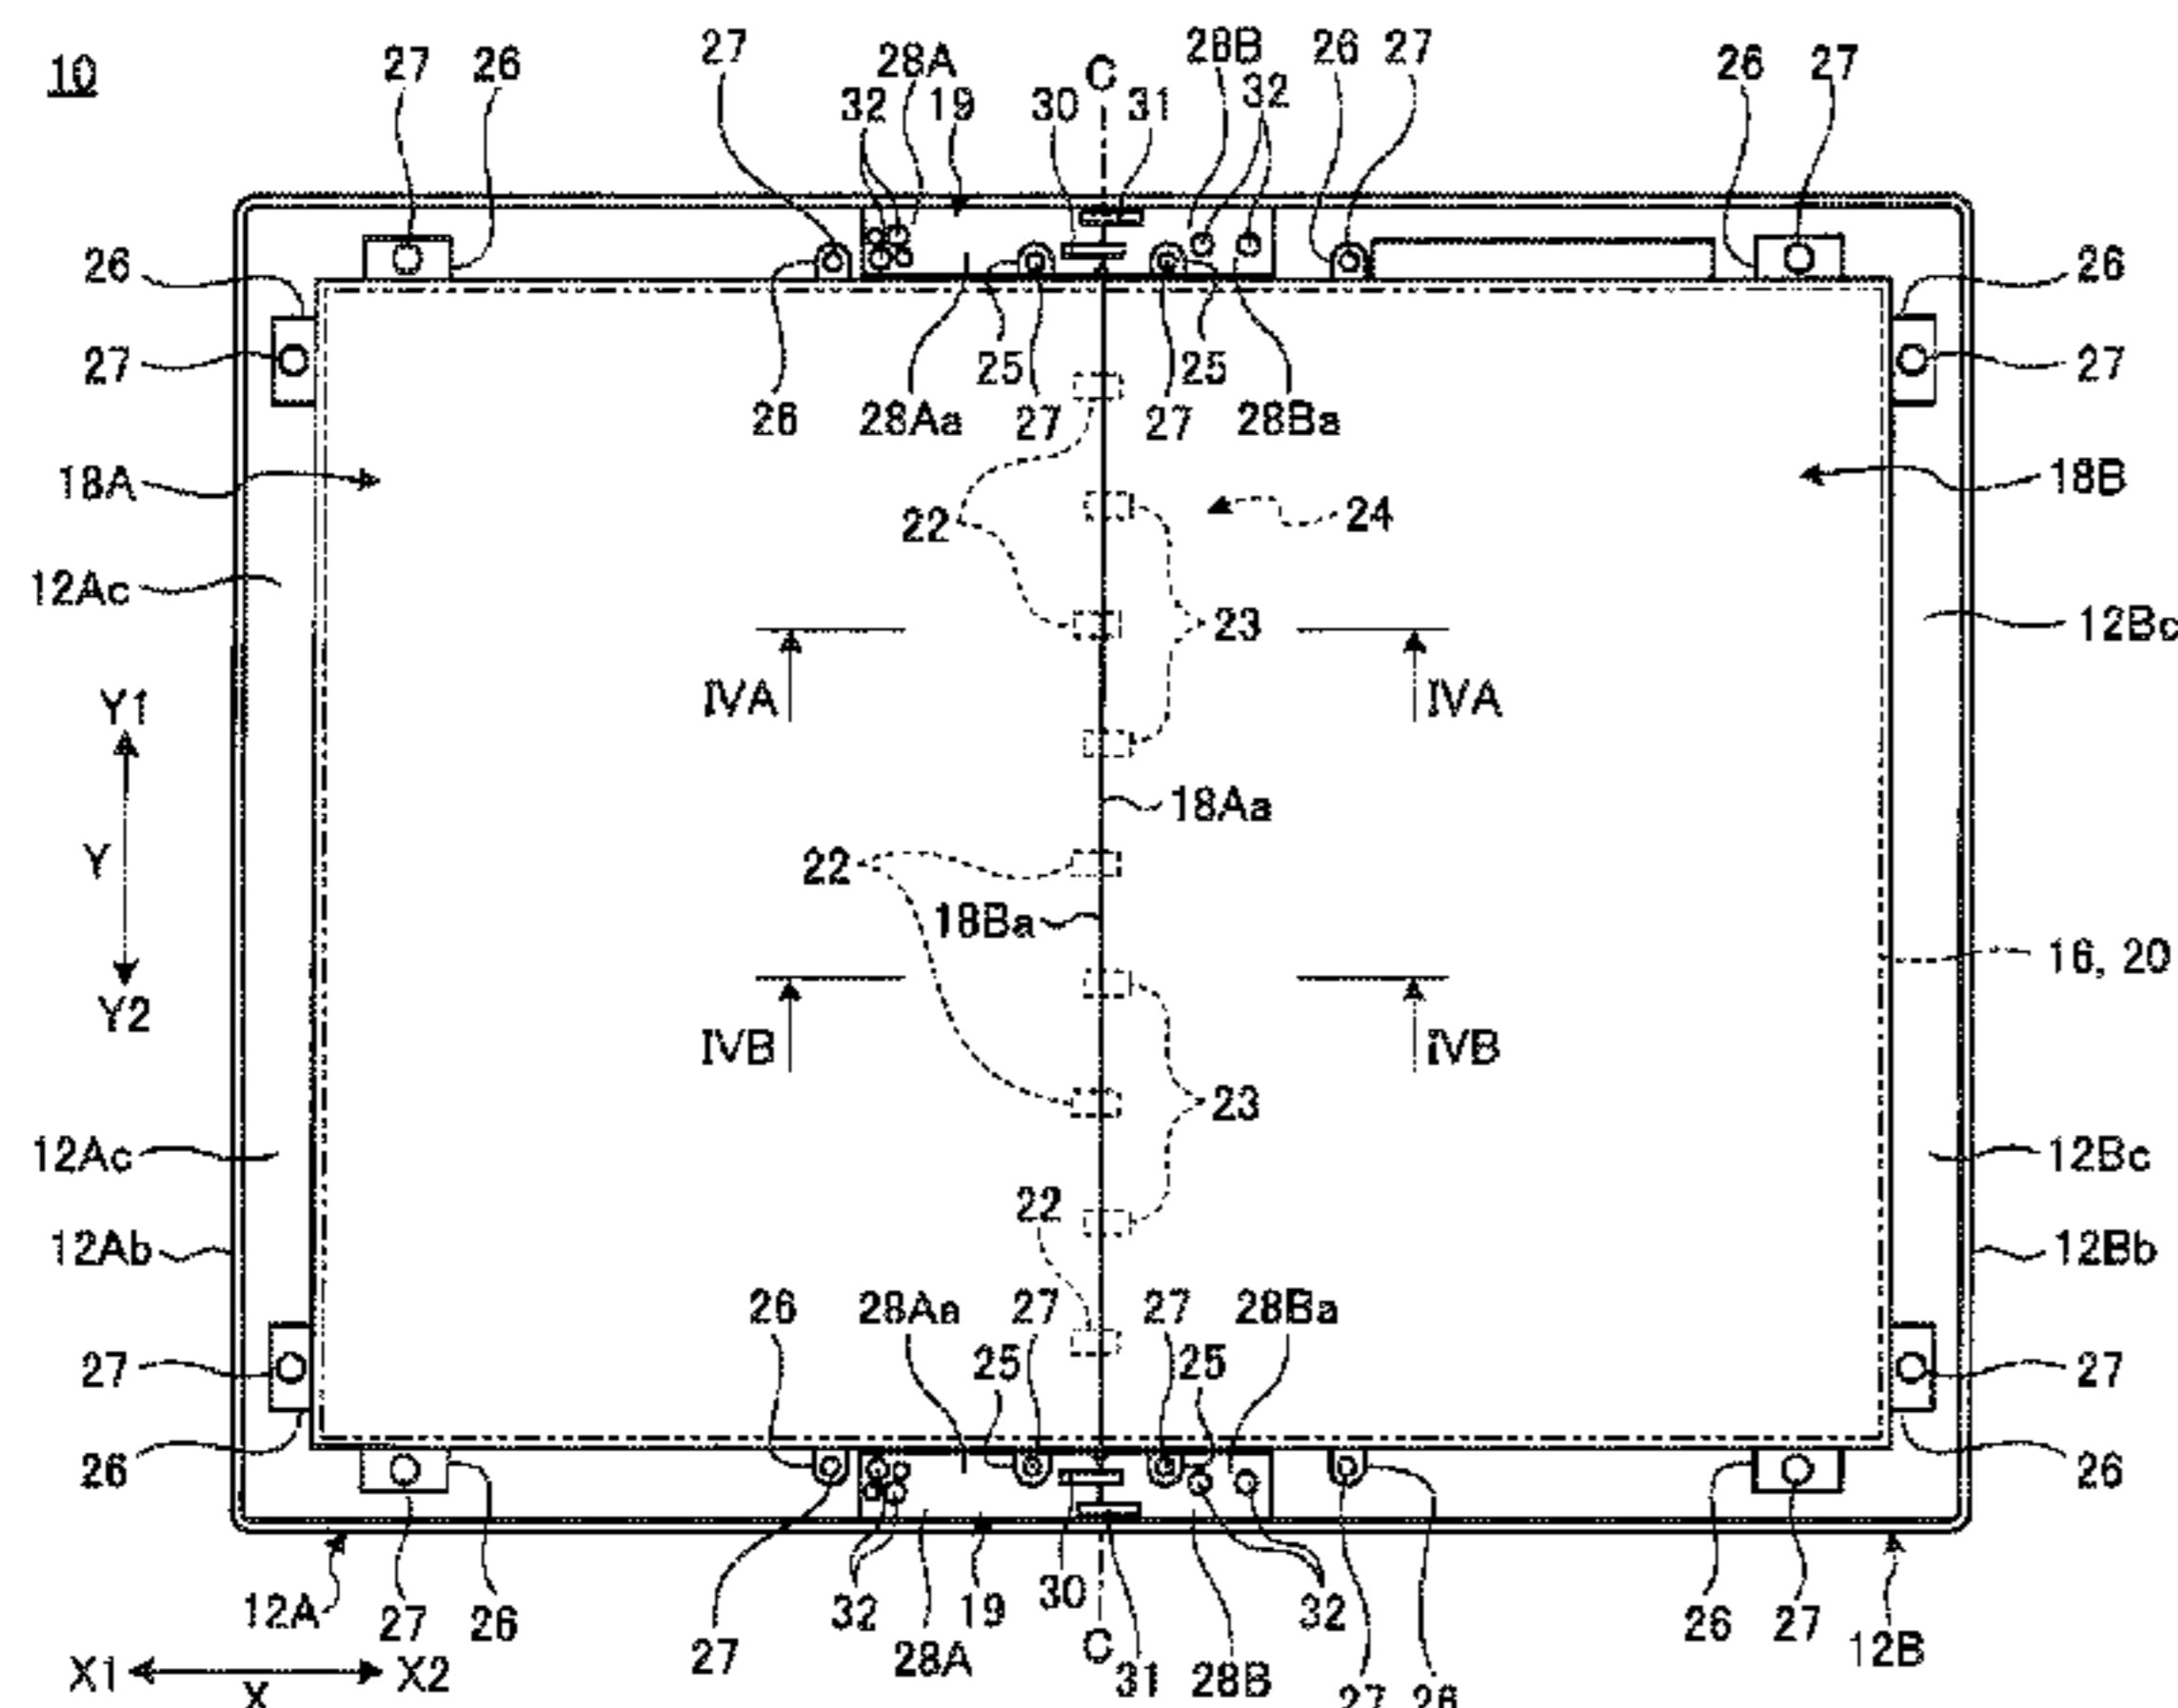 10
27 26 27 28A 28B 26 27 26 27
32 19 30 C 31 32
26 26
27 25 25 27
26 28Aa 27 27 28Ba
18A 22 24 18B
12Ac 23 12Bc
IVA IVA
Y1
18Aa
Y 22
18Ba 16, 20
Y2
IVB IVB
23
12Ac 12Bc
22
12Ab 12Bb
26 28Aa 27 27 28Ba
27 25 25 27
26 26
12A 27 26 32 19 30 32 26 27
27 28A C 31 28B 12B
X1 X2
X 27 26